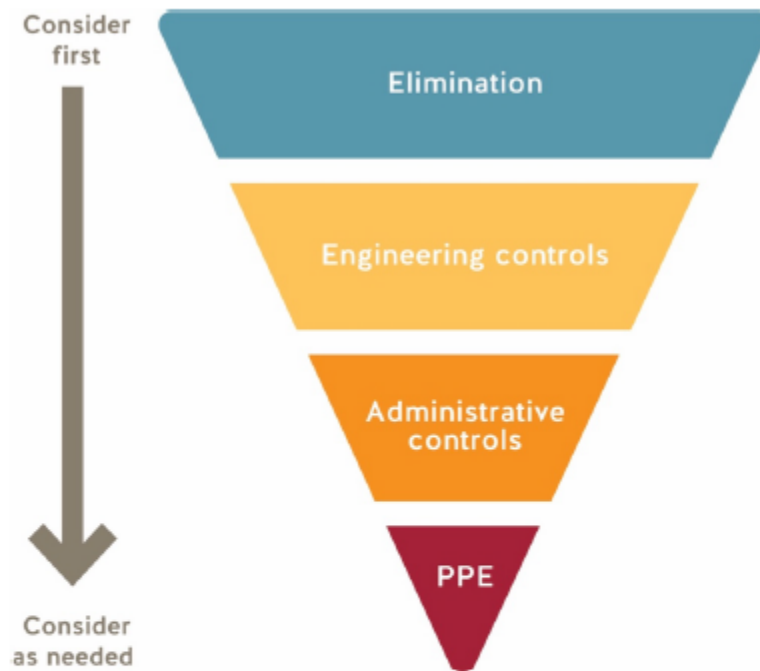 Consider
first
Elimination
Engineering controls
Administrative
controls
PPE
Consider
as needed